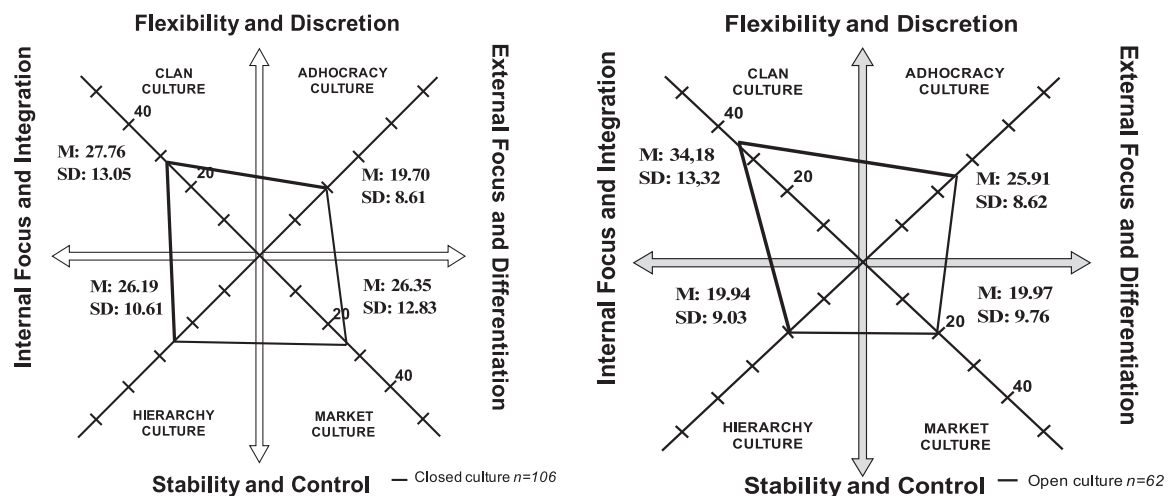 Flexibility and Discretion
CLAN
CULTURE
ADHOCRACY
CULTURE
40
M: 27.76
SD: 13.05
20
M: 19.70
SD: 8.61
Internal Focus and Integration
External Focus and Differentiation
M: 26.19
SD: 10.61
M: 26.35
SD: 12.83
20
40
HIERARCHY
CULTURE
MARKET
CULTURE
Stability and Control
Closed culture n=106
Flexibility and Discretion
CLAN
CULTURE
ADHOCRACY
CULTURE
40
M: 34,18
SD: 13,32
20
M: 25.91
SD: 8.62
Internal Focus and Integration
External Focus and Differentiation
M: 19.94
SD: 9.03
M: 19.97
SD: 9.76
20
40
HIERARCHY
CULTURE
MARKET
CULTURE
Stability and Control
Open culture n=62